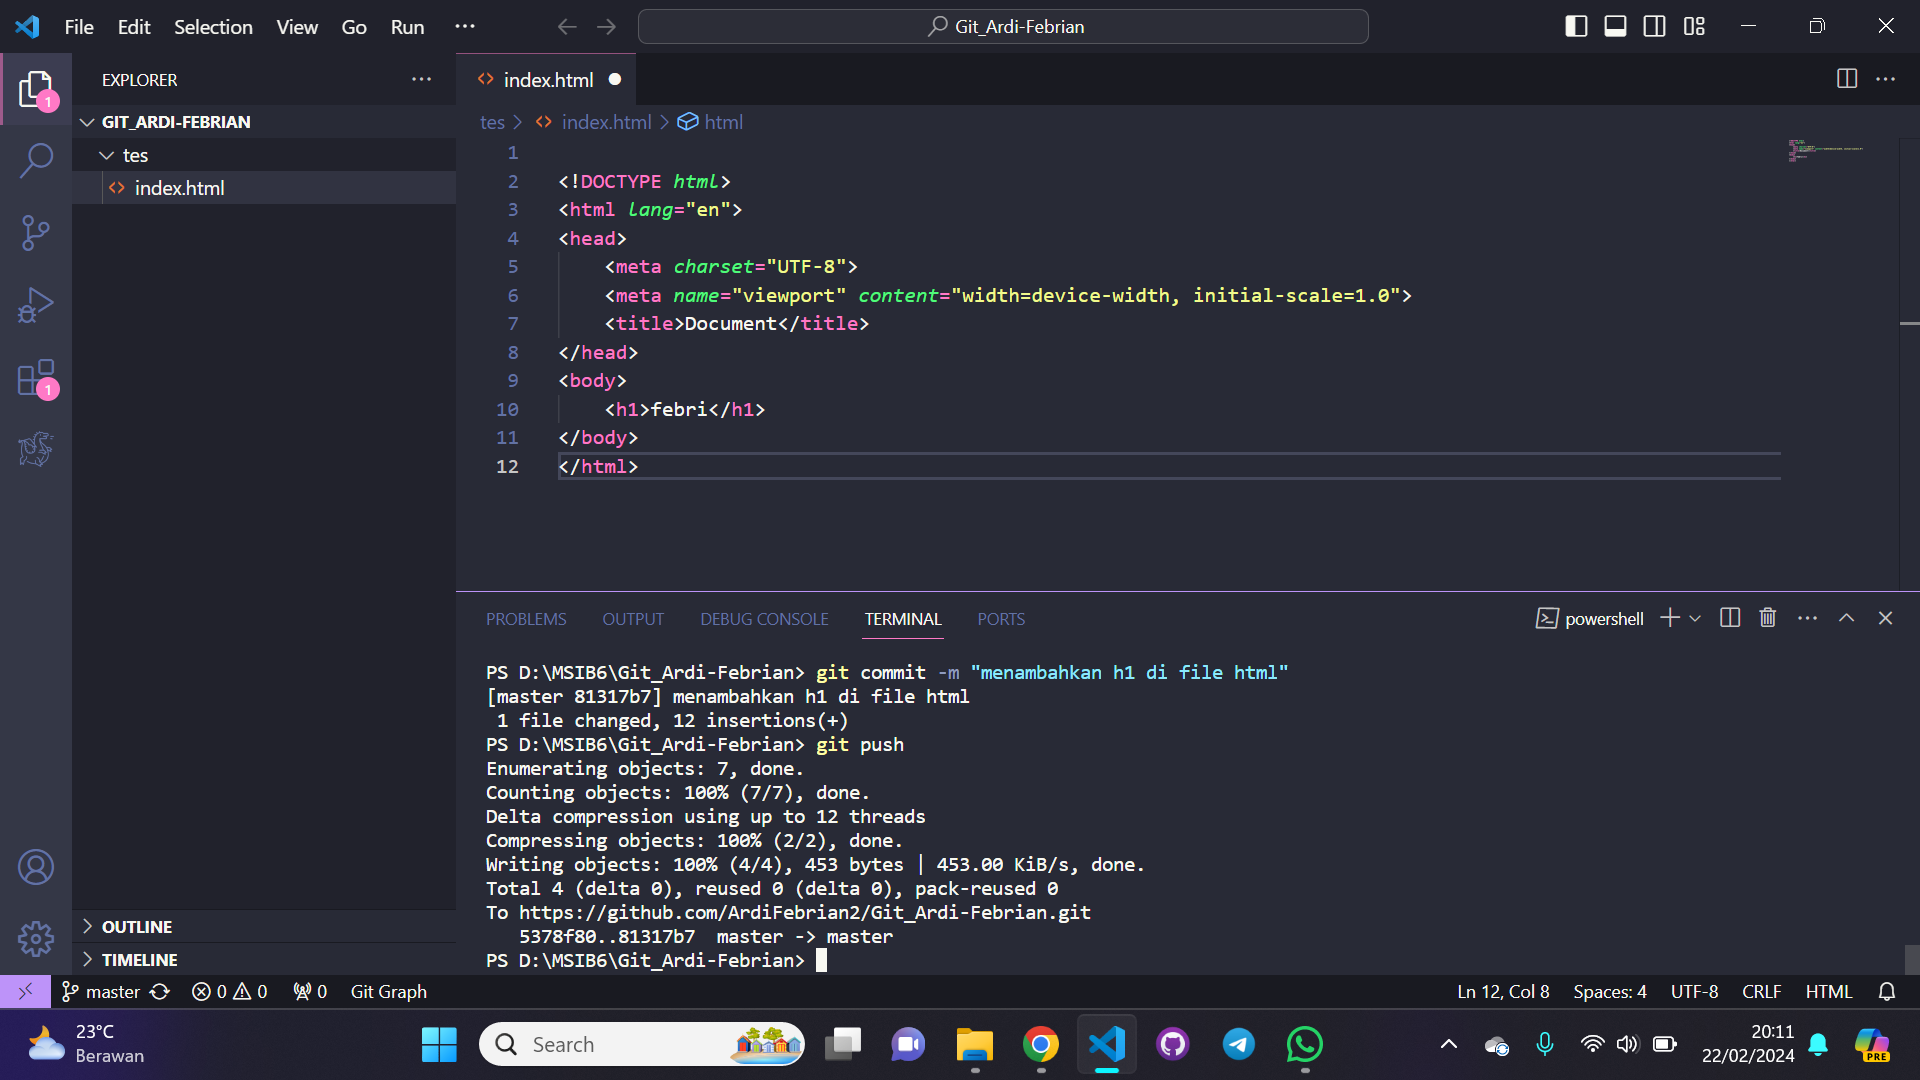 File Edit Selection View Go Run ···
Git_Ardi-Febrian
EXPLORER
GIT_ARDI-FEBRIAN
tes
index.html
1
1
OUTLINE
TIMELINE
index.html
tes > index.html > html
1
2 <!DOCTYPE html>
3 <html lang="en">
4 <head>
5 <meta charset="UTF-8">
6 <meta name="viewport" content="width=device-width, initial-scale=1.0">
7 <title>Document</title>
8 </head>
9 <body>
10 <h1>febri</h1>
11 </body>
12 </html>
PROBLEMS OUTPUT DEBUG CONSOLE TERMINAL PORTS
powershell
PS D:\MSIB6\Git_Ardi-Febrian> git commit -m "menambahkan h1 di file html"
[master 81317b7] menambahkan h1 di file html
1 file changed, 12 insertions(+)
PS D:\MSIB6\Git_Ardi-Febrian> git push
Enumerating objects: 7, done.
Counting objects: 100% (7/7), done.
Delta compression using up to 12 threads
Compressing objects: 100% (2/2), done.
Writing objects: 100% (4/4), 453 bytes | 453.00 KiB/s, done.
Total 4 (delta 0), reused 0 (delta 0), pack-reused 0
To https://github.com/ArdiFebrian2/Git_Ardi-Febrian.git
5378f80..81317b7 master -> master
PS D:\MSIB6\Git_Ardi-Febrian>
master 0 0 0 Git Graph Ln 12, Col 8 Spaces: 4 UTF-8 CRLF HTML
23°C
Berawan
Search
20:11
22/02/2024
PRE